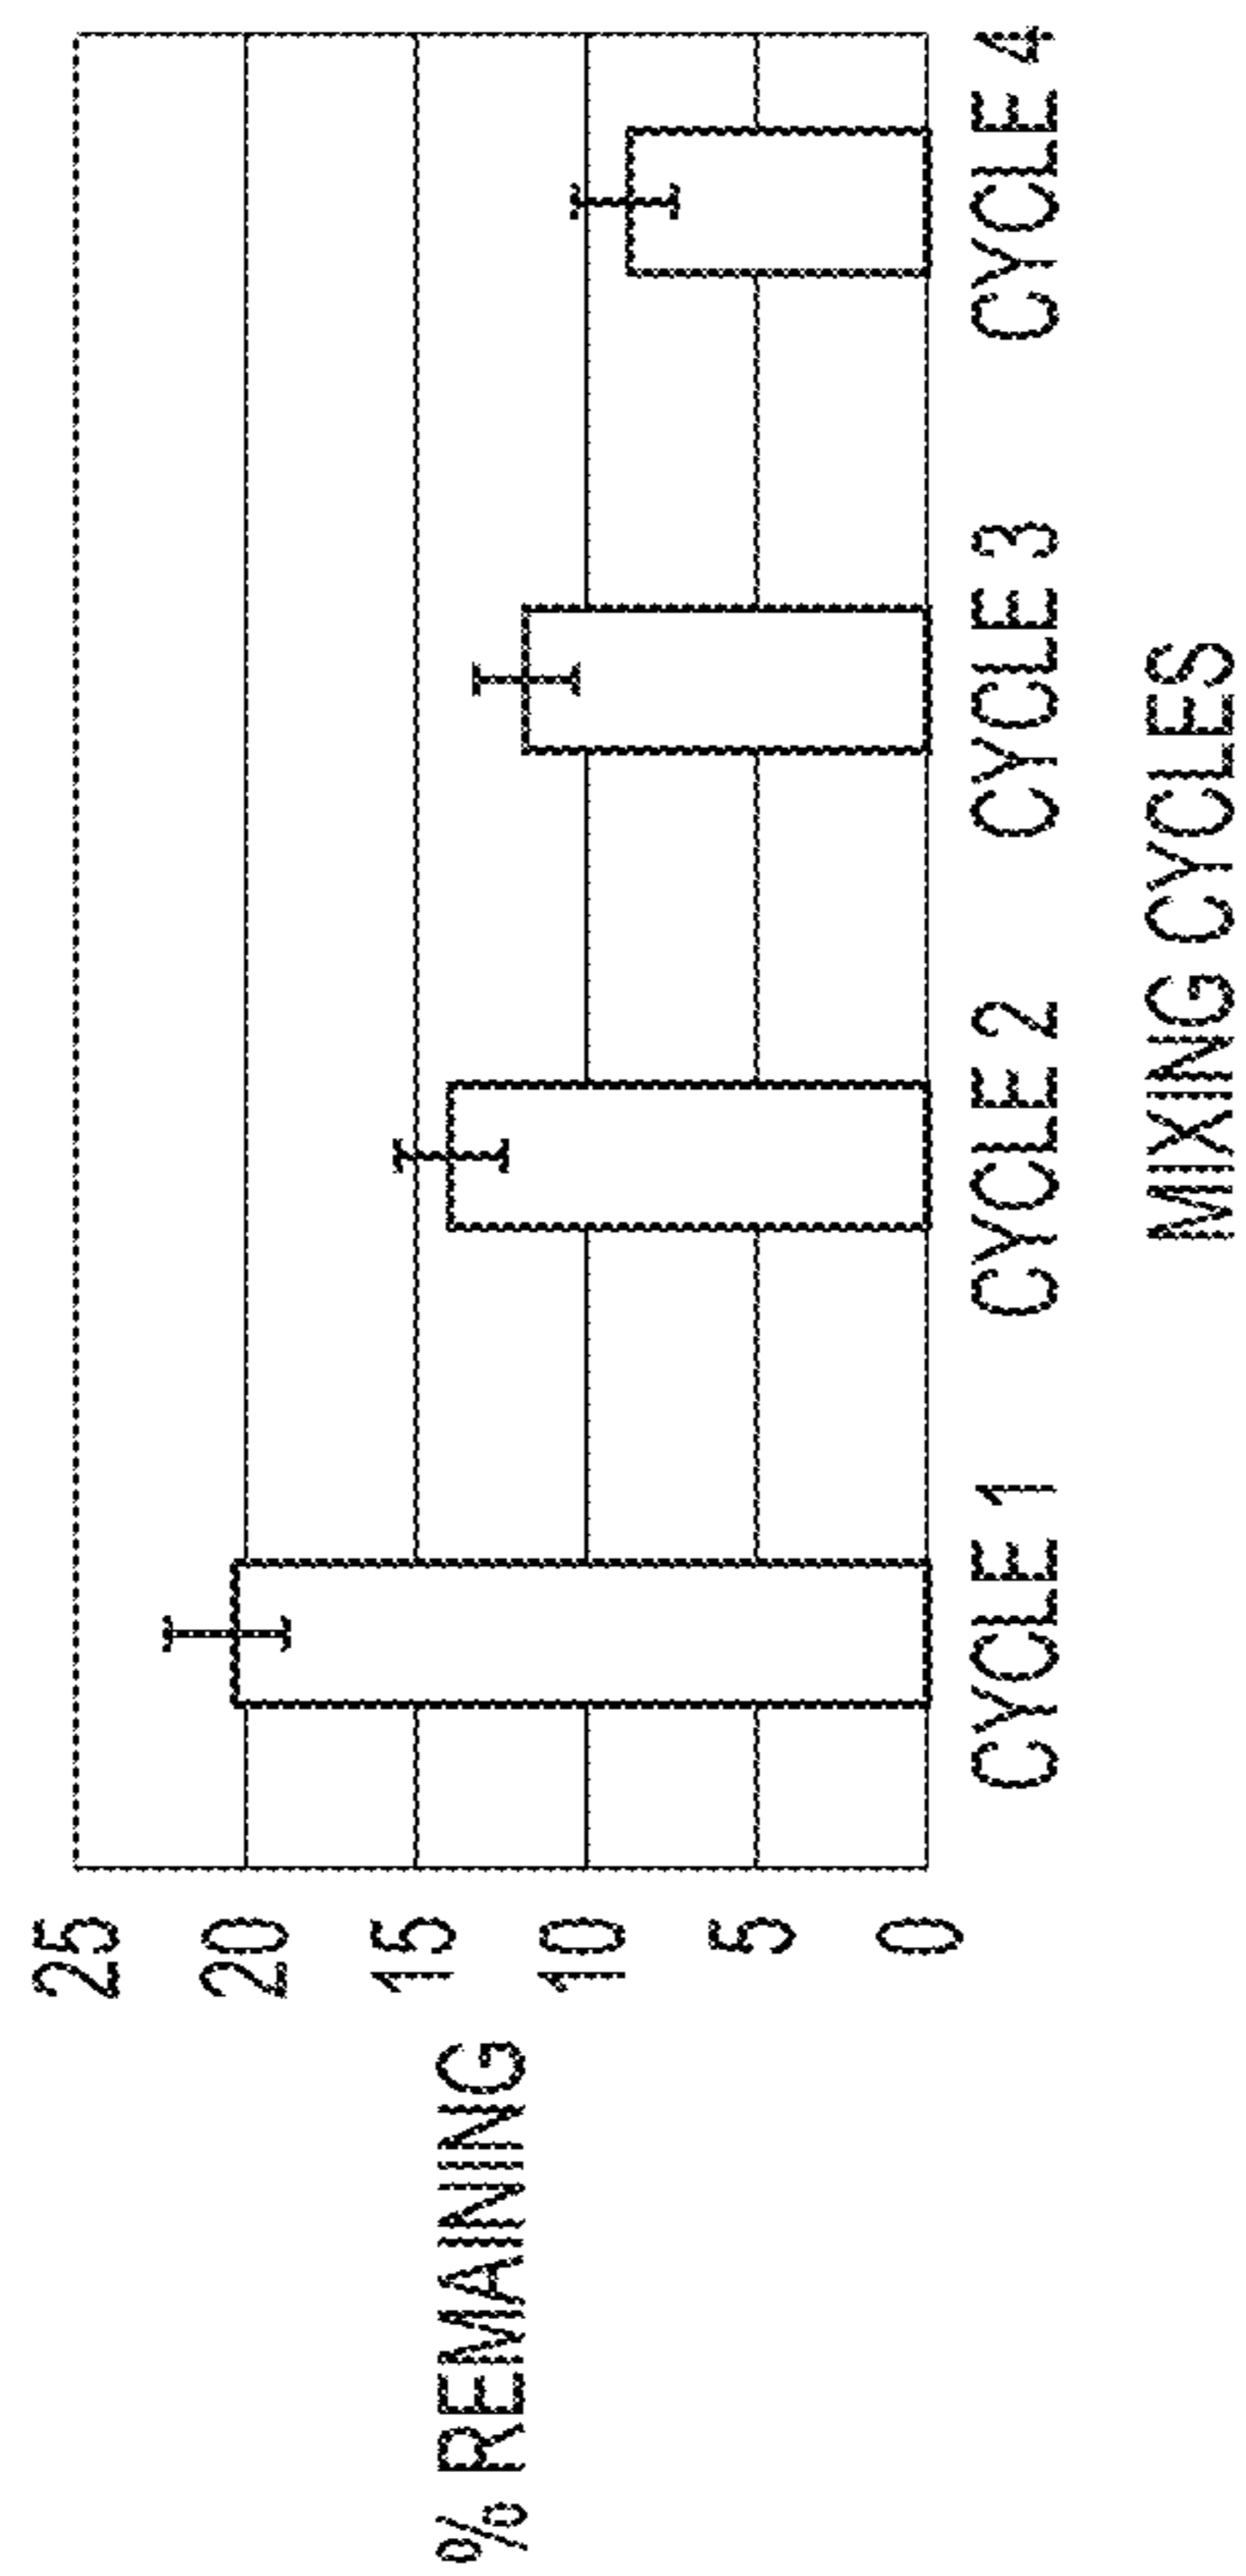 % REMAINING
25
20
15
10
5
0
CYCLE 1
CYCLE 2
CYCLE 3
CYCLE 4
MIXING CYCLES